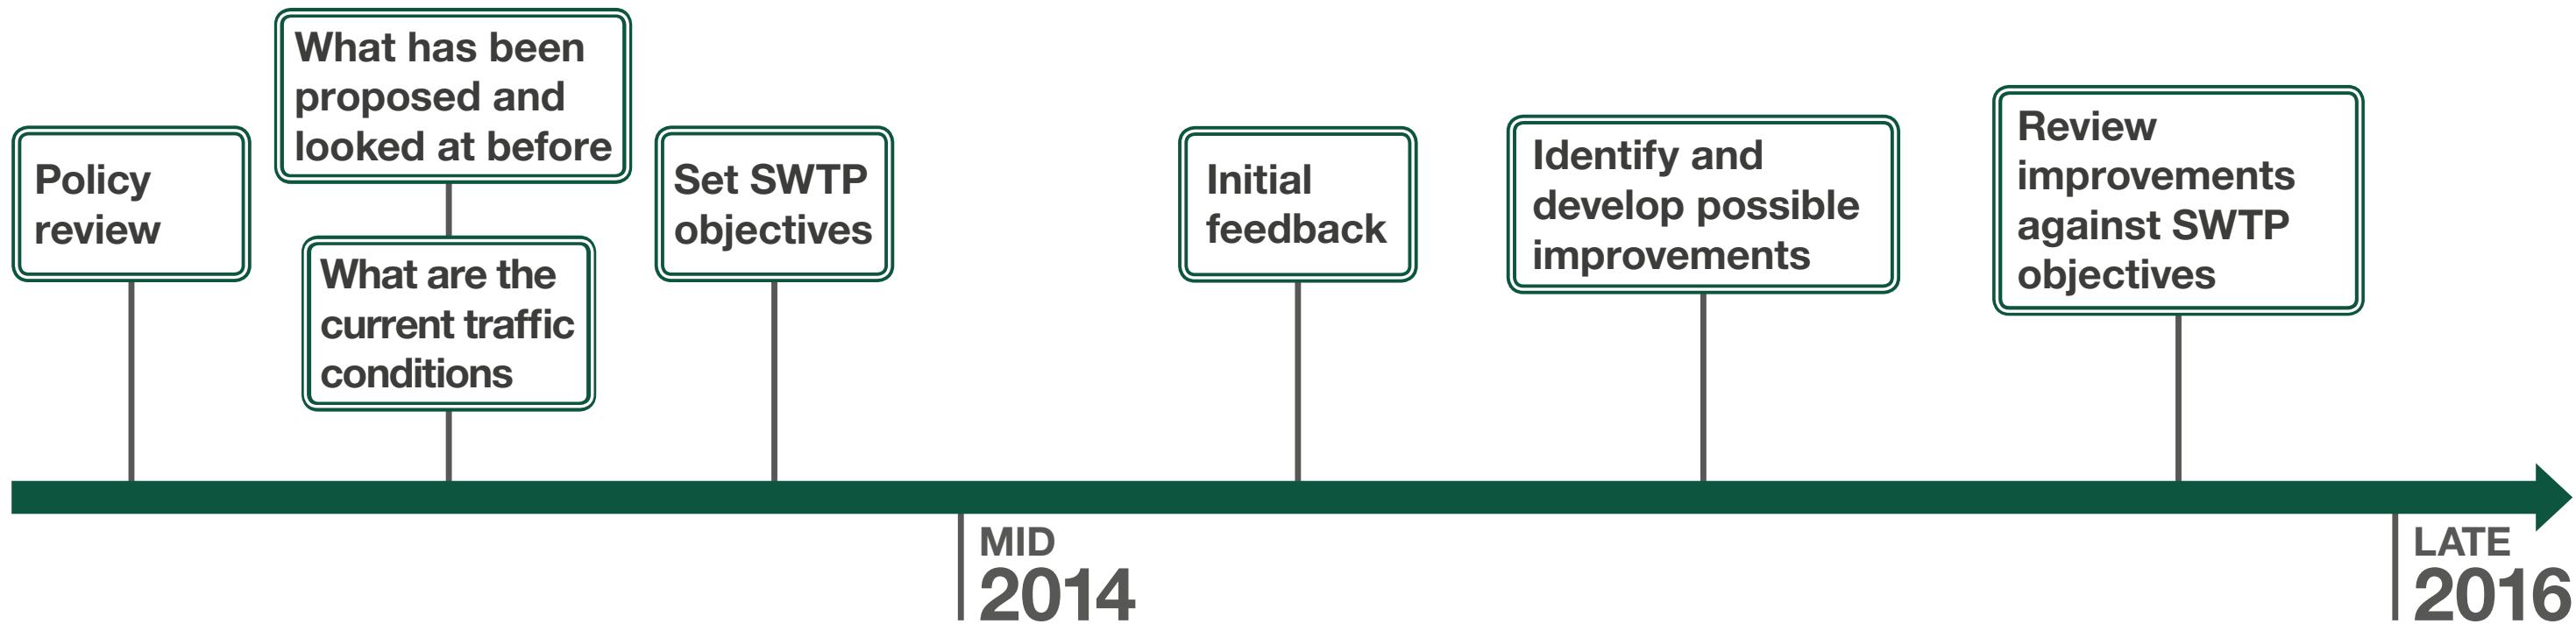 Policy
review
What has been
proposed and
looked at before
What are the
current traffic
conditions
Set SWTP
objectives
Initial
feedback
Identify and
develop possible
improvements
Review
improvements
against SWTP
objectives
MID
2014
LATE
2016